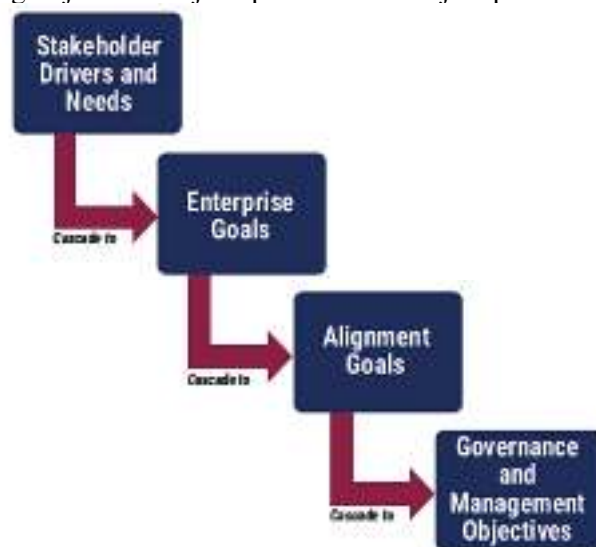 Stakeholder
Drivers and
Needs
Cascade to
Enterprise
Goals
Cascade to
Alignment
Goals
Cascade to
Governance
and
Management
Objectives